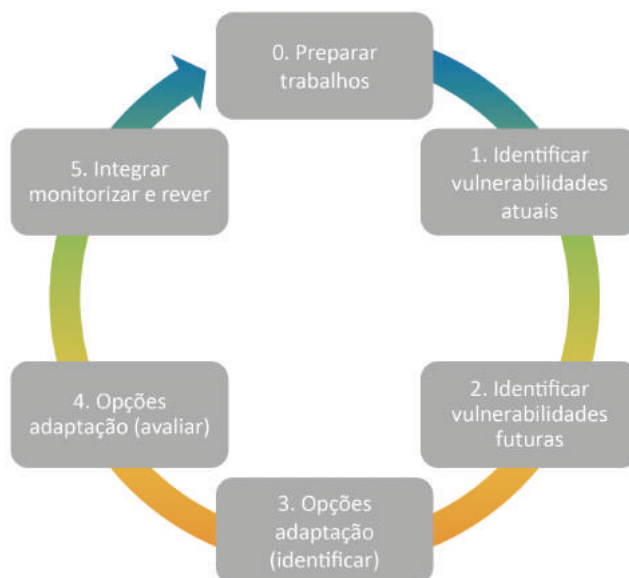 0. Preparar
trabalhos
1. Identificar
vulnerabilidades
atuais
2. Identificar
vulnerabilidades
futuras
3. Opções
adaptação
(identificar)
4. Opções
adaptação (avaliar)
5. Integrar
monitorizar e rever